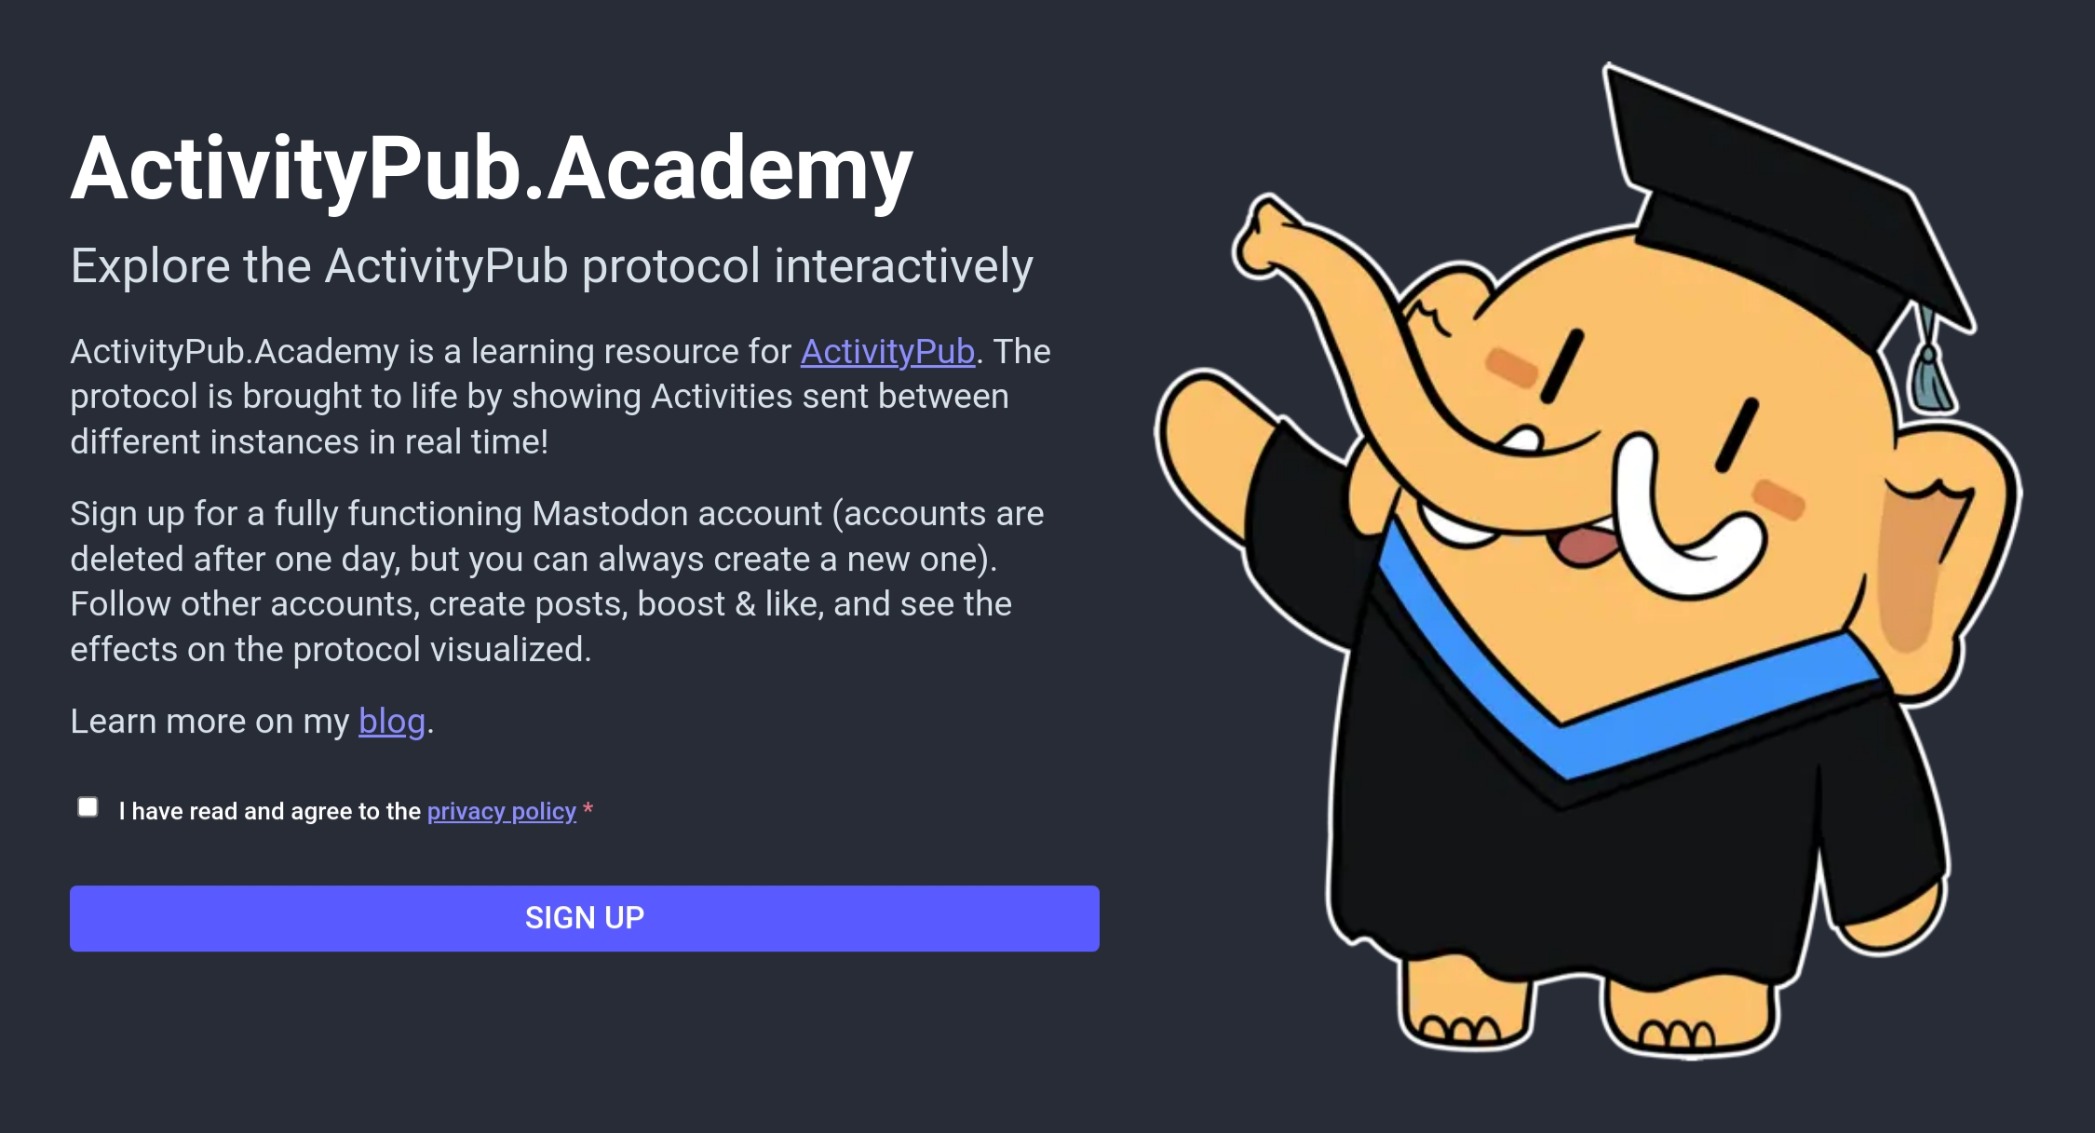 ActivityPub.Academy
Explore the ActivityPub protocol interactively
ActivityPub.Academy is a learning resource for ActivityPub. The
protocol is brought to life by showing Activities sent between
different instances in real time!
Sign up for a fully functioning Mastodon account (accounts are
deleted after one day, but you can always create a new one).
Follow other accounts, create posts, boost & like, and see the
effects on the protocol visualized.
Learn more on my blog.
I have read and agree to the privacy policy *
SIGN UP